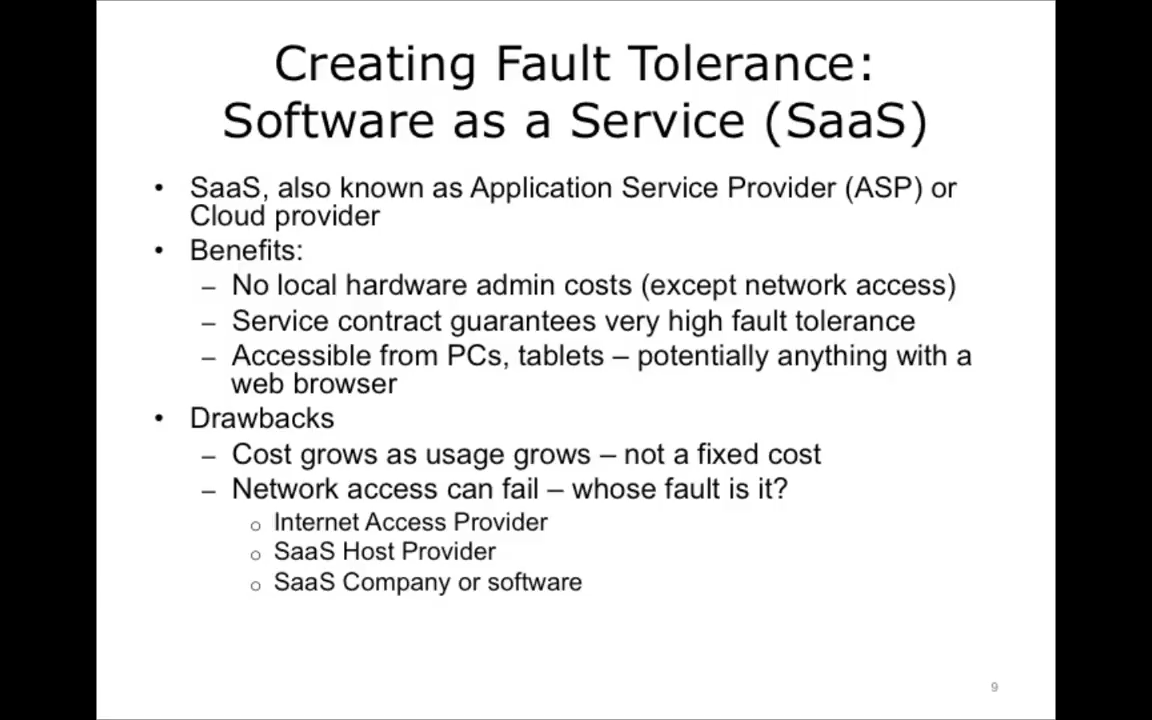 Creating Fault Tolerance:
Software as a Service (SaaS)
• SaaS, also known as Application Service Provider (ASP) or
Cloud provider
• Benefits:
– No local hardware admin costs (except network access)
– Service contract guarantees very high fault tolerance
– Accessible from PCs, tablets – potentially anything with a
web browser
• Drawbacks
– Cost grows as usage grows – not a fixed cost
– Network access can fail – whose fault is it?
○ Internet Access Provider
○ SaaS Host Provider
○ SaaS Company or software
9